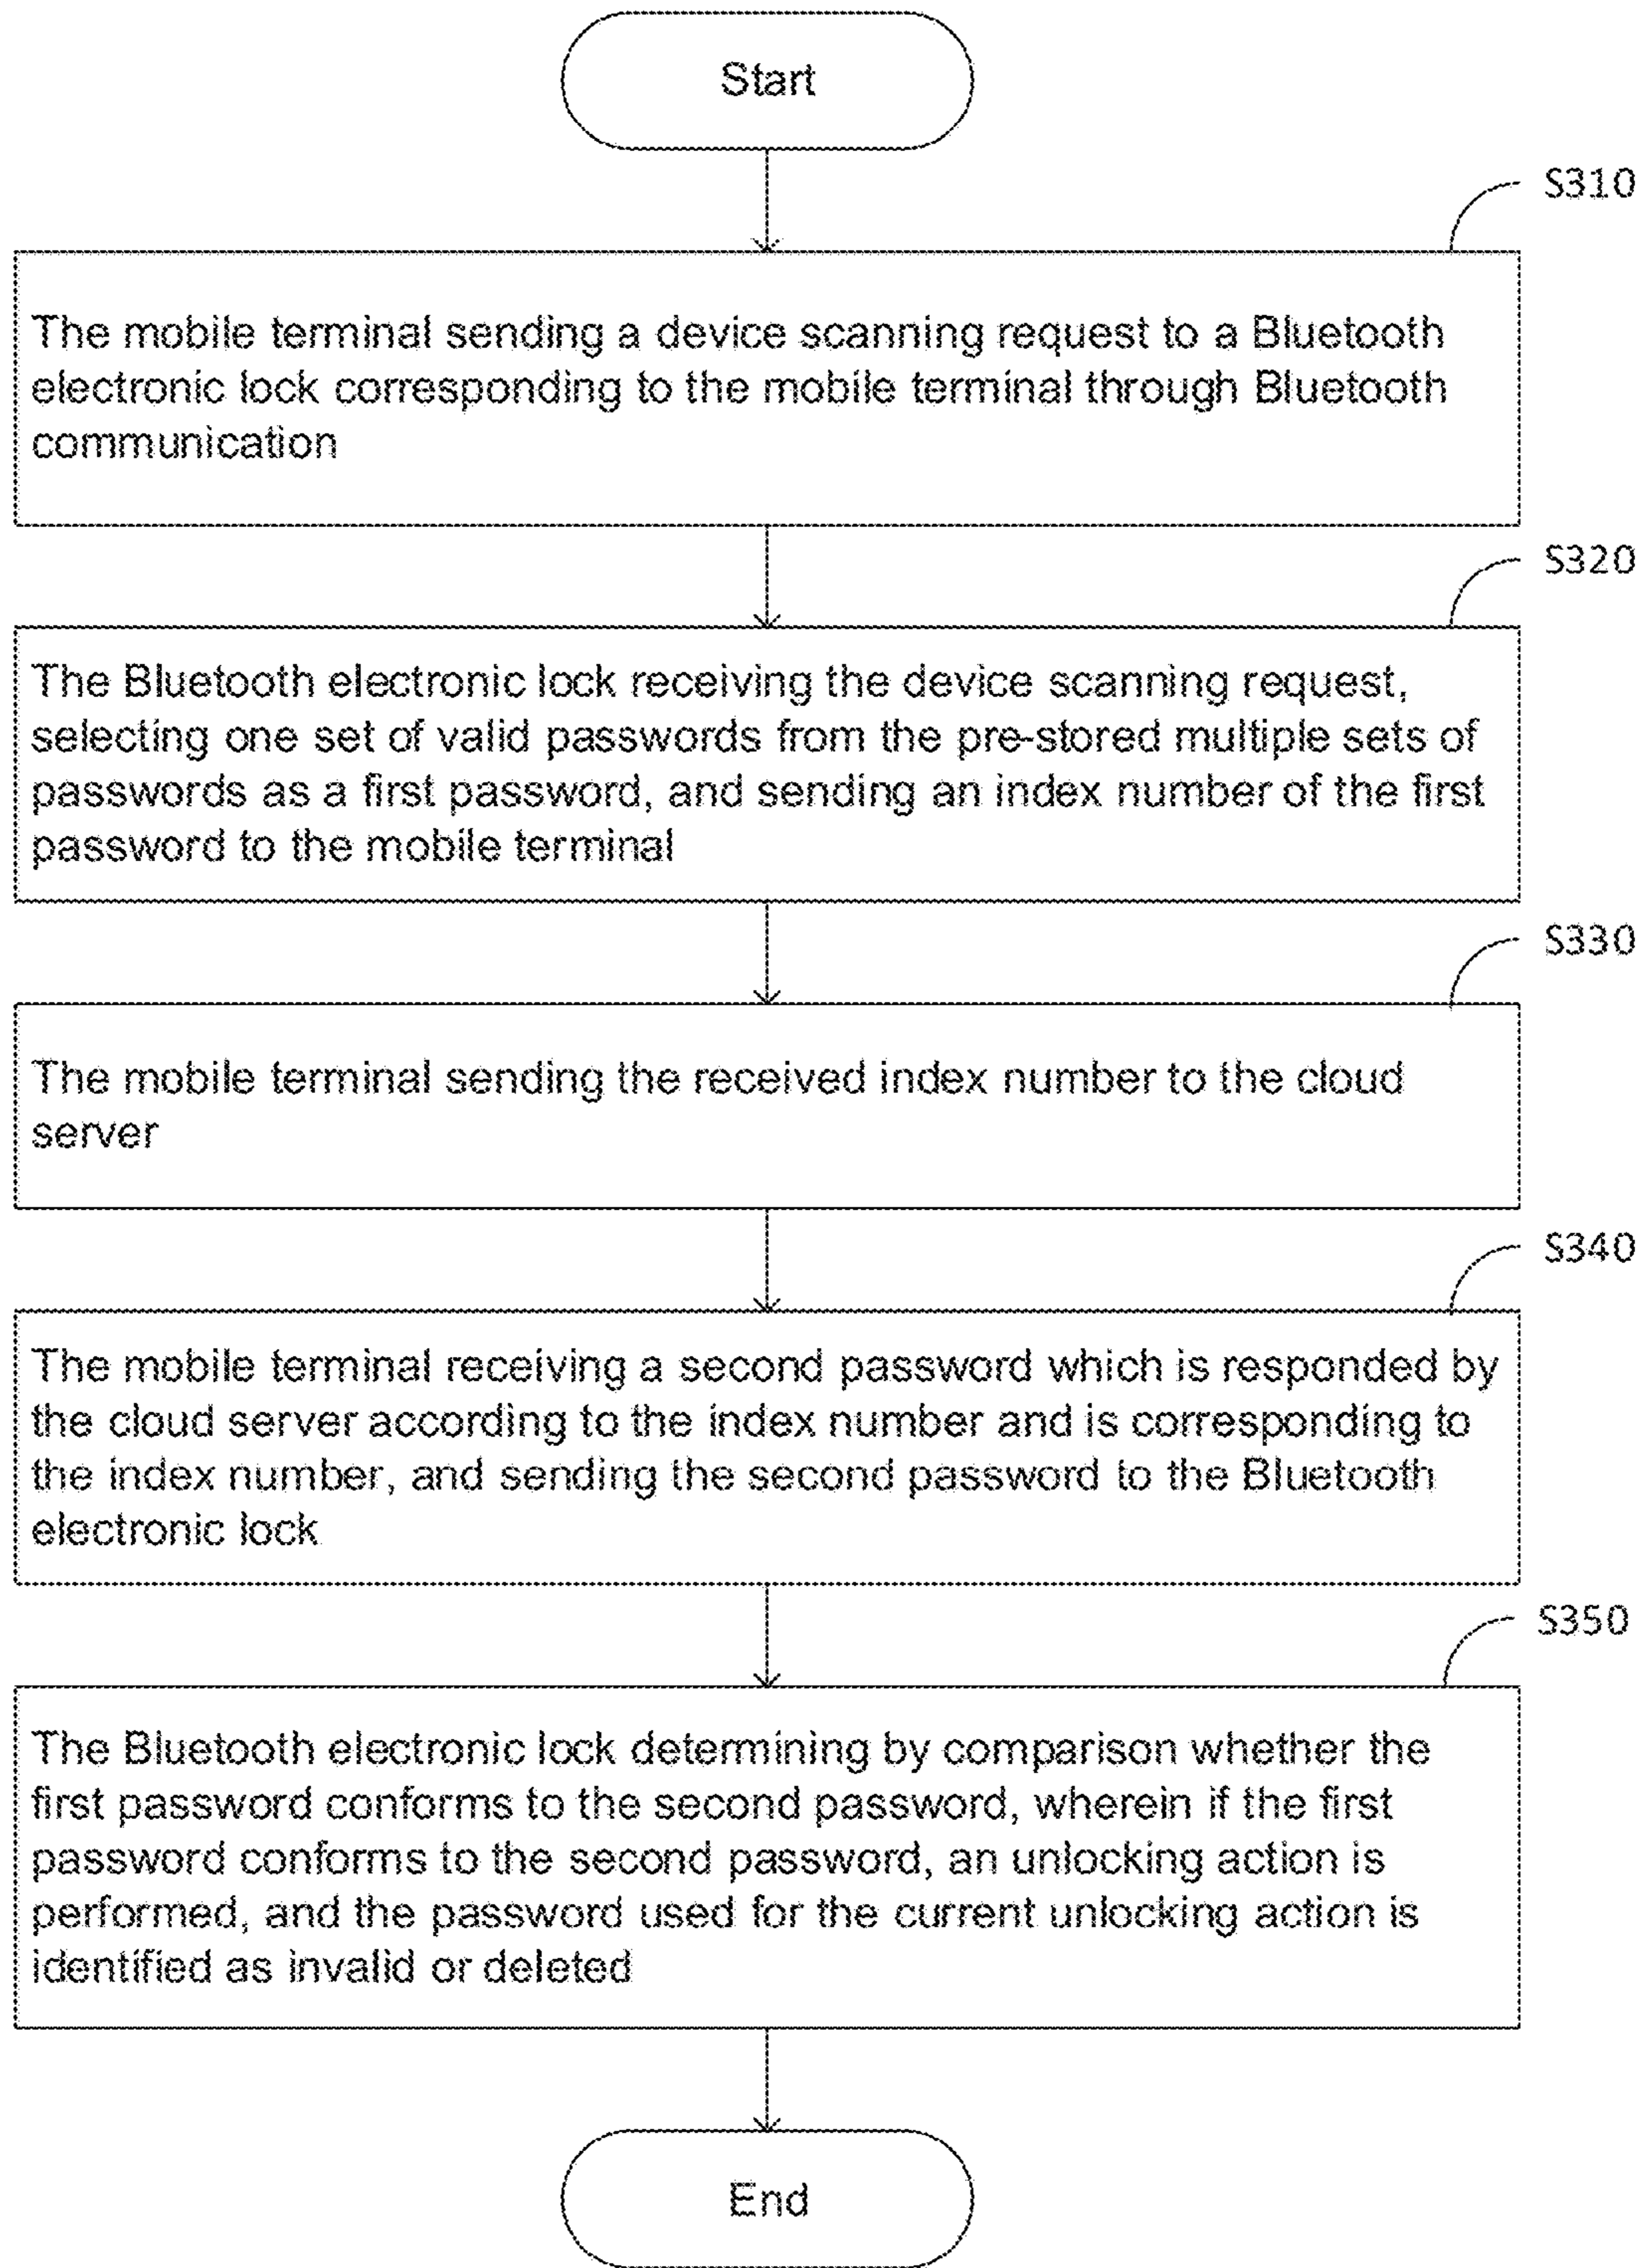 Start
S310
The mobile terminal sending a device scanning request to a Bluetooth
electronic lock corresponding to the mobile terminal through Bluetooth
communication
S320
The Bluetooth electronic lock receiving the device scanning request,
selecting one set of valid passwords from the pre-stored multiple sets of
passwords as a first password, and sending an index number of the first
password to the mobile terminal
S330
The mobile terminal sending the received index number to the cloud
server
S340
The mobile terminal receiving a second password which is responded by
the cloud server according to the index number and is corresponding to
the index number, and sending the second password to the Bluetooth
electronic lock
S350
The Bluetooth electronic lock determining by comparison whether the
first password conforms to the second password, wherein if the first
password conforms to the second password, an unlocking action is
performed, and the password used for the current unlocking action is
identified as invalid or deleted
End